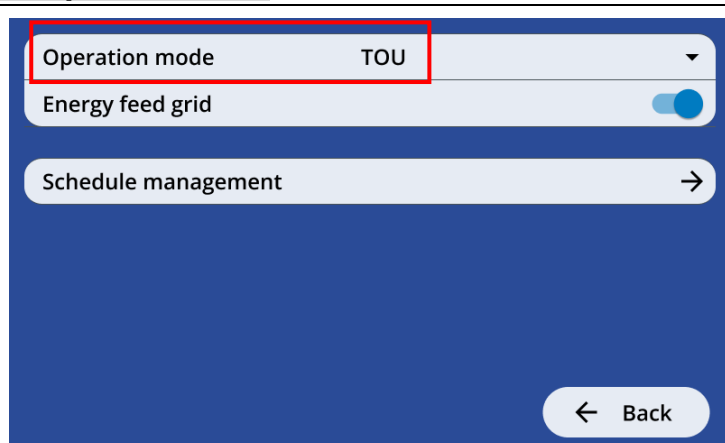 Operation mode TOU
Energy feed grid
Schedule management
Back